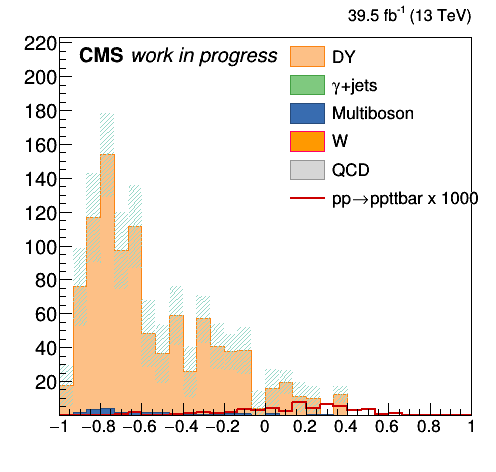 39.5 fb⁻¹ (13 TeV)
CMS work in progress
DY
γ+jets
Multiboson
W
QCD
pp→ppttbar x 1000
220
200
180
160
140
120
100
80
60
40
20
−1 −0.8 −0.6 −0.4 −0.2 0 0.2 0.4 0.6 0.8 1